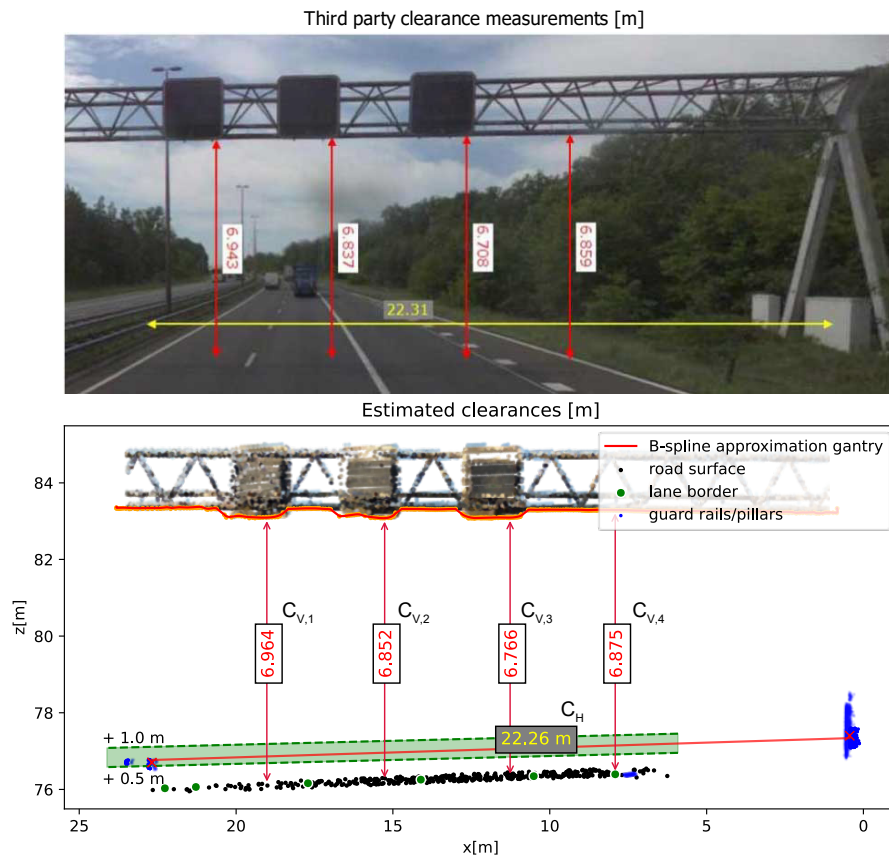 Third party clearance measurements [m]
6.943
6.837
6.708
6.859
22.31
Estimated clearances [m]
B-spline approximation gantry
road surface
lane border
guard rails/pillars
84
82
80
78
76
z[m]
C_V,1
C_V,2
C_V,3
C_V,4
6.964
6.852
6.766
6.875
C_H
22.26 m
+ 1.0 m
+ 0.5 m
25
20
15
10
5
0
x[m]